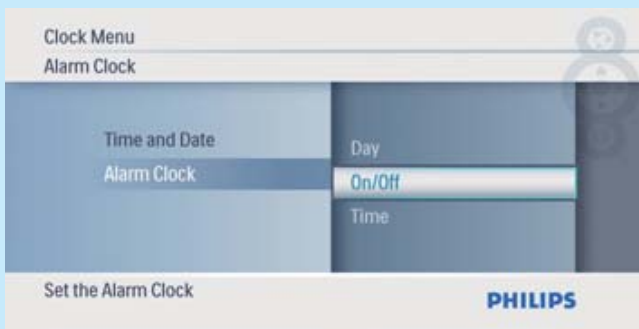 Clock Menu
Alarm Clock
Time and Date
Alarm Clock
Day
On/Off
Time
Set the Alarm Clock
PHILIPS